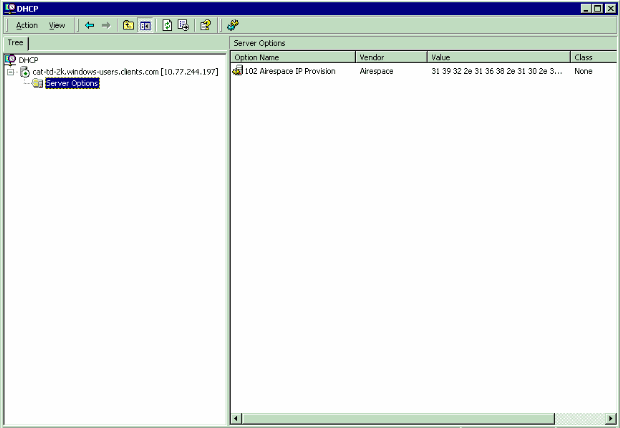 DHCP
Action View
Tree
Server Options
DHCP
cat-td-2k.windows-users.clients.com [10.77.244.197]
Server Options
Option Name Vendor Value Class
102 Airespace IP Provision Airespace 31 39 32 2e 31 36 38 2e 31 30 2e 3... None